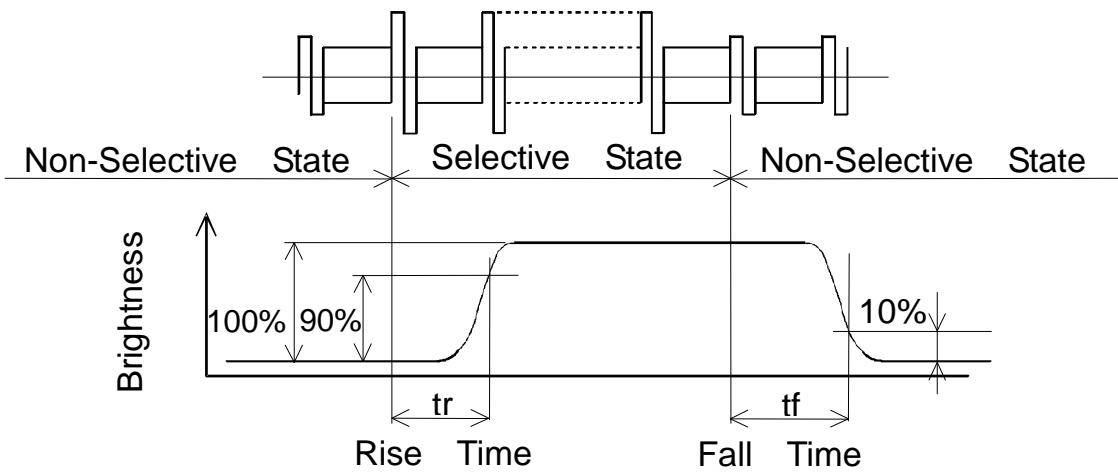 Non-Selective State Selective State Non-Selective State
Brightness
100% 90% 10%
tr tf
Rise Time Fall Time